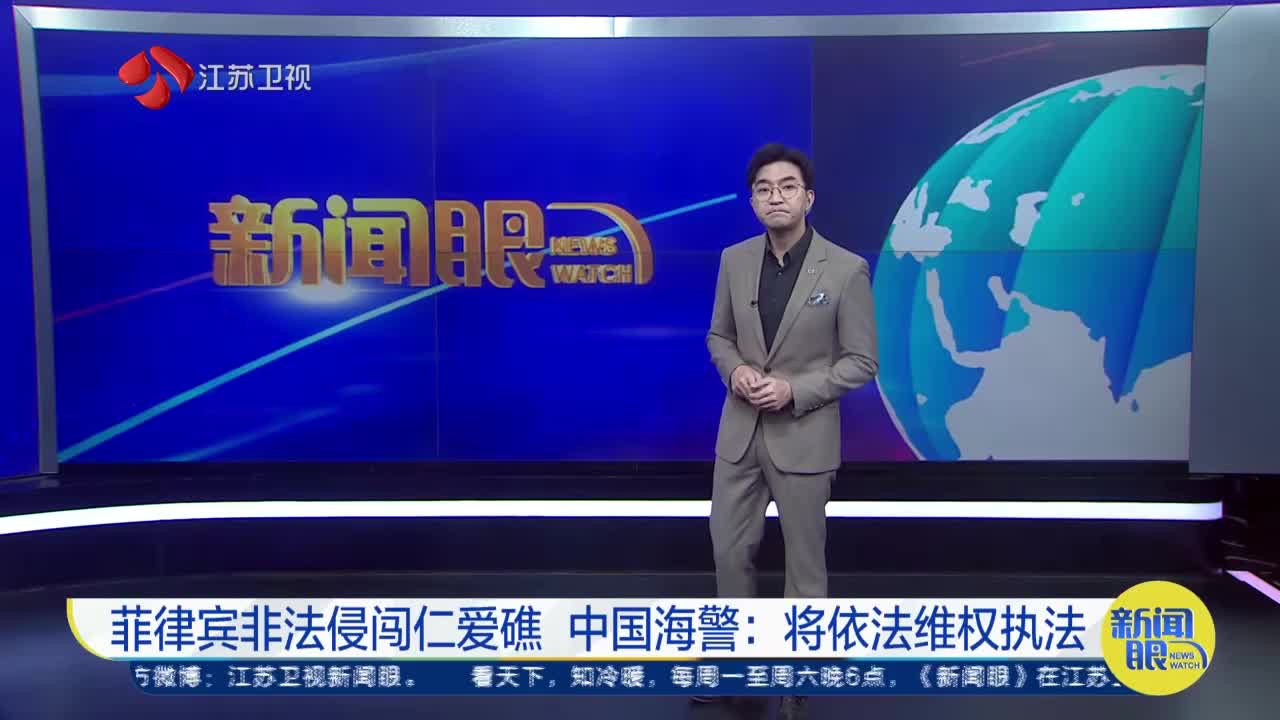 江苏卫视
新闻眼
NEWS
WATCH
菲律宾非法侵闯仁爱礁 中国海警：将依法维权执法
新闻
眼
NEWS
WATCH
方微博：江苏卫视新闻眼。 看天下，知冷暖，每周一至周六晚6点，《新闻眼》在江苏